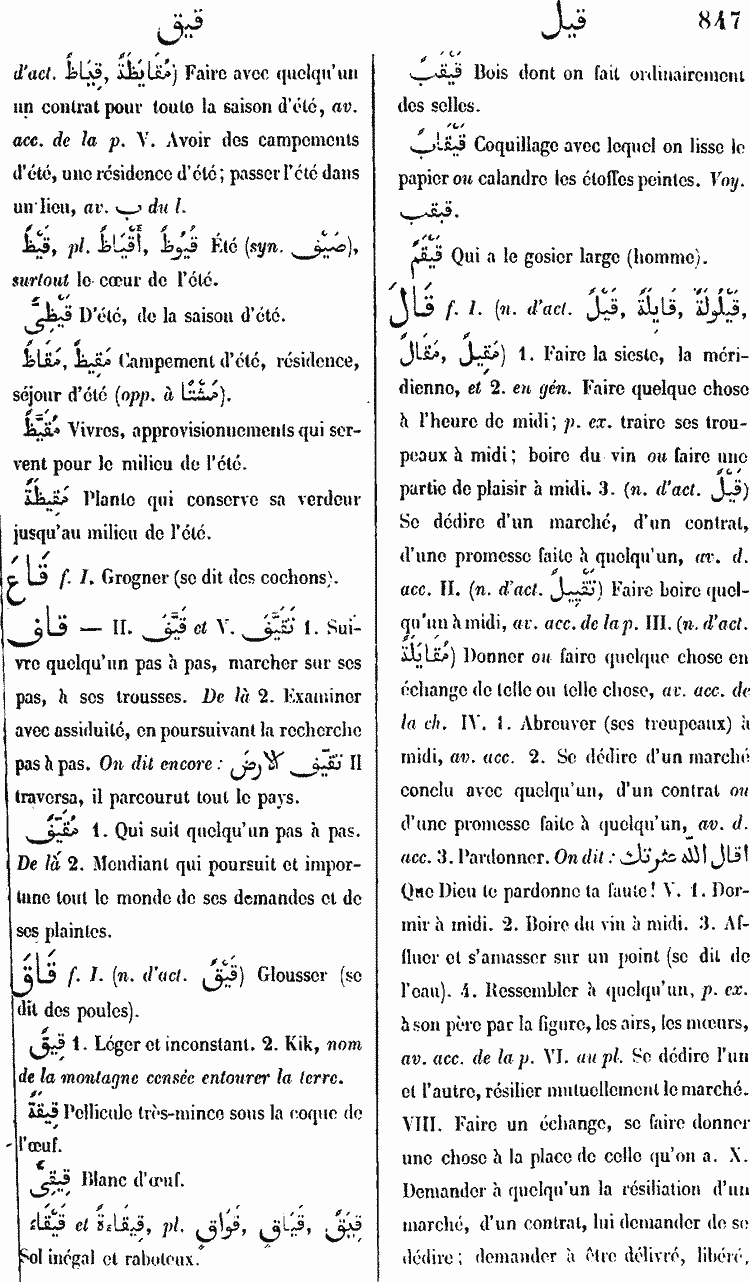 قيق
قيل
847
d'act. مُقَايَظَةٌ, قِيَاظٌ) Faire avec quelqu'un
un contrat pour toute la saison d'été, av.
acc. de la p. V. Avoir des campements
d'été, une résidence d'été; passer l'été dans
un lieu, av. ب du l.
قَيْظٌ, pl. أَقْيَاظٌ, قُيُوظٌ Été (syn. صَيْف),
surtout le cœur de l'été.
قَيْظِىٌّ D'été, de la saison d'été.
مَقِيظٌ, مَقَاظٌ Campement d'été, résidence,
séjour d'été (opp. à مَشْتًا).
مُقَيِّظٌ Vivres, approvisionnements qui ser-
vent pour le milieu de l'été.
مَقِيظَةٌ Plante qui conserve sa verdeur
jusqu'au milieu de l'été.
قَاعَ f. I. Grogner (se dit des cochons).
قاف — II. قَيَّفَ et V. تَقَيَّفَ 1. Sui-
vre quelqu'un pas à pas, marcher sur ses
pas, à ses trousses. De là 2. Examiner
avec assiduité, en poursuivant la recherche
pas à pas. On dit encore : تقيّف الارض Il
traversa, il parcourut tout le pays.
مُقَيِّفٌ 1. Qui suit quelqu'un pas à pas.
De là 2. Mendiant qui poursuit et impor-
tune tout le monde de ses demandes et de
ses plaintes.
قَاقَ f. I. (n. d'act. قَيْقٌ) Glousser (se
dit des poules).
قِيقٌ 1. Léger et inconstant. 2. Kik, nom
de la montagne censée entourer la terre.
قِيقَةٌ Pellicule très-mince sous la coque de
l'œuf.
قِيقِىٌّ Blanc d'œuf.
قَيْقَاءٌ et قِيقَاءَةٌ, pl. قَوَاقٍ, قَيَاقٍ, قِيَقٌ
Sol inégal et raboteux.
قَيْقَبٌ Bois dont on fait ordinairement
des selles.
قَيْقَابٌ Coquillage avec lequel on lisse le
papier ou calandre les étoffes peintes. Voy.
قبقب.
قَيْقَمٌ Qui a le gosier large (homme).
قَالَ f. I. (n. d'act. قَيْلٌ, قَايِلَةٌ, قَيْلُولَةٌ,
مَقَالٌ, مَقِيلٌ) 1. Faire la sieste, la méri-
dienne, et 2. en gén. Faire quelque chose
à l'heure de midi; p. ex. traire ses trou-
peaux à midi; boire du vin ou faire une
partie de plaisir à midi. 3. (n. d'act. قَيْلٌ)
Se dédire d'un marché, d'un contrat,
d'une promesse faite à quelqu'un, av. d.
acc. II. (n. d'act. تَقْيِيلٌ) Faire boire quel-
qu'un à midi, av. acc. de la p. III. (n. d'act.
مُقَايَلَةٌ) Donner ou faire quelque chose en
échange de telle ou telle chose, av. acc. de
la ch. IV. 1. Abreuver (ses troupeaux) à
midi, av. acc. 2. Se dédire d'un marché
conclu avec quelqu'un, d'un contrat ou
d'une promesse faite à quelqu'un, av. d.
acc. 3. Pardonner. On dit : اقال اللّه عثرتك
Que Dieu te pardonne ta faute! V. 1. Dor-
mir à midi. 2. Boire du vin à midi. 3. Af-
fluer et s'amasser sur un point (se dit de
l'eau). 4. Ressembler à quelqu'un, p. ex.
à son père par la figure, les airs, les mœurs,
av. acc. de la p. VI. au pl. Se dédire l'un
et l'autre, résilier mutuellement le marché.
VIII. Faire un échange, se faire donner
une chose à la place de celle qu'on a. X.
Demander à quelqu'un la résiliation d'un
marché, d'un contrat, lui demander de se
dédire; demander à être délivré, libéré,